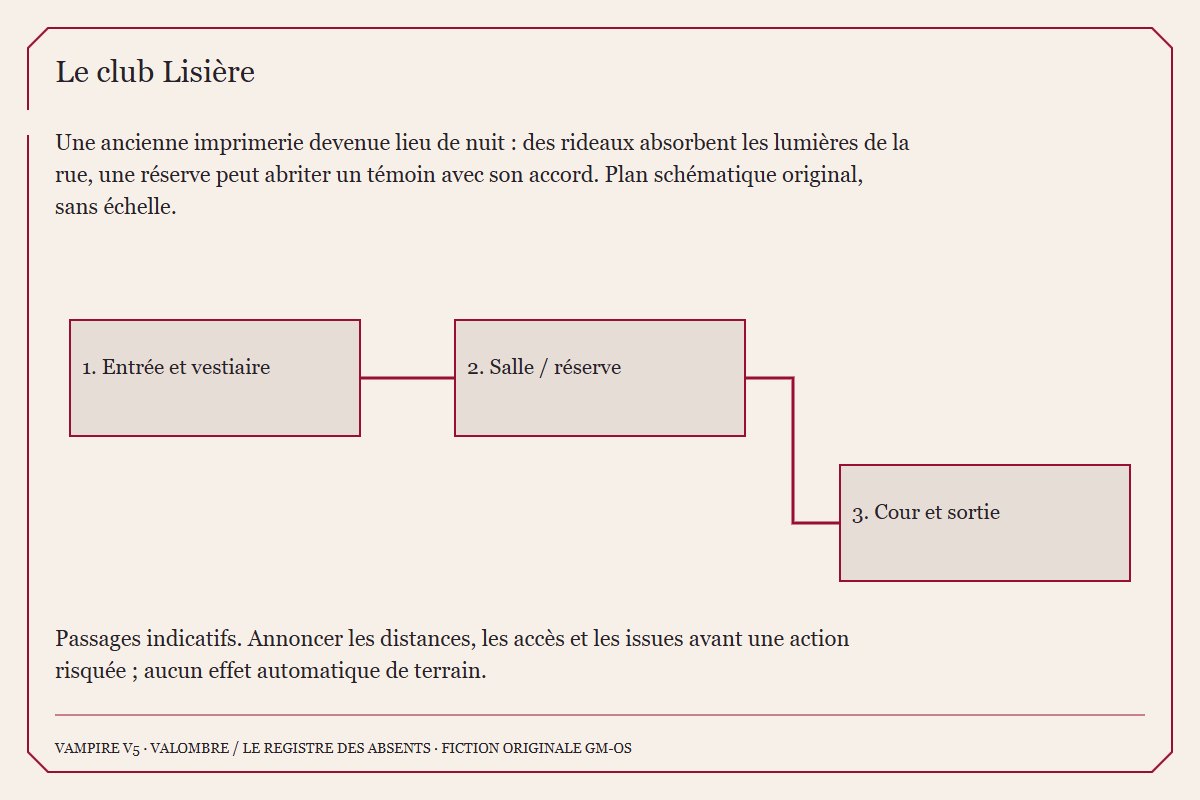 Le club Lisière
Une ancienne imprimerie devenue lieu de nuit : des rideaux absorbent les lumières de la
rue, une réserve peut abriter un témoin avec son accord. Plan schématique original,
sans échelle.
1. Entrée et vestiaire
2. Salle / réserve
3. Cour et sortie
Passages indicatifs. Annoncer les distances, les accès et les issues avant une action
risquée ; aucun effet automatique de terrain.
VAMPIRE V5 · VALOMBRE / LE REGISTRE DES ABSENTS · FICTION ORIGINALE GM-OS